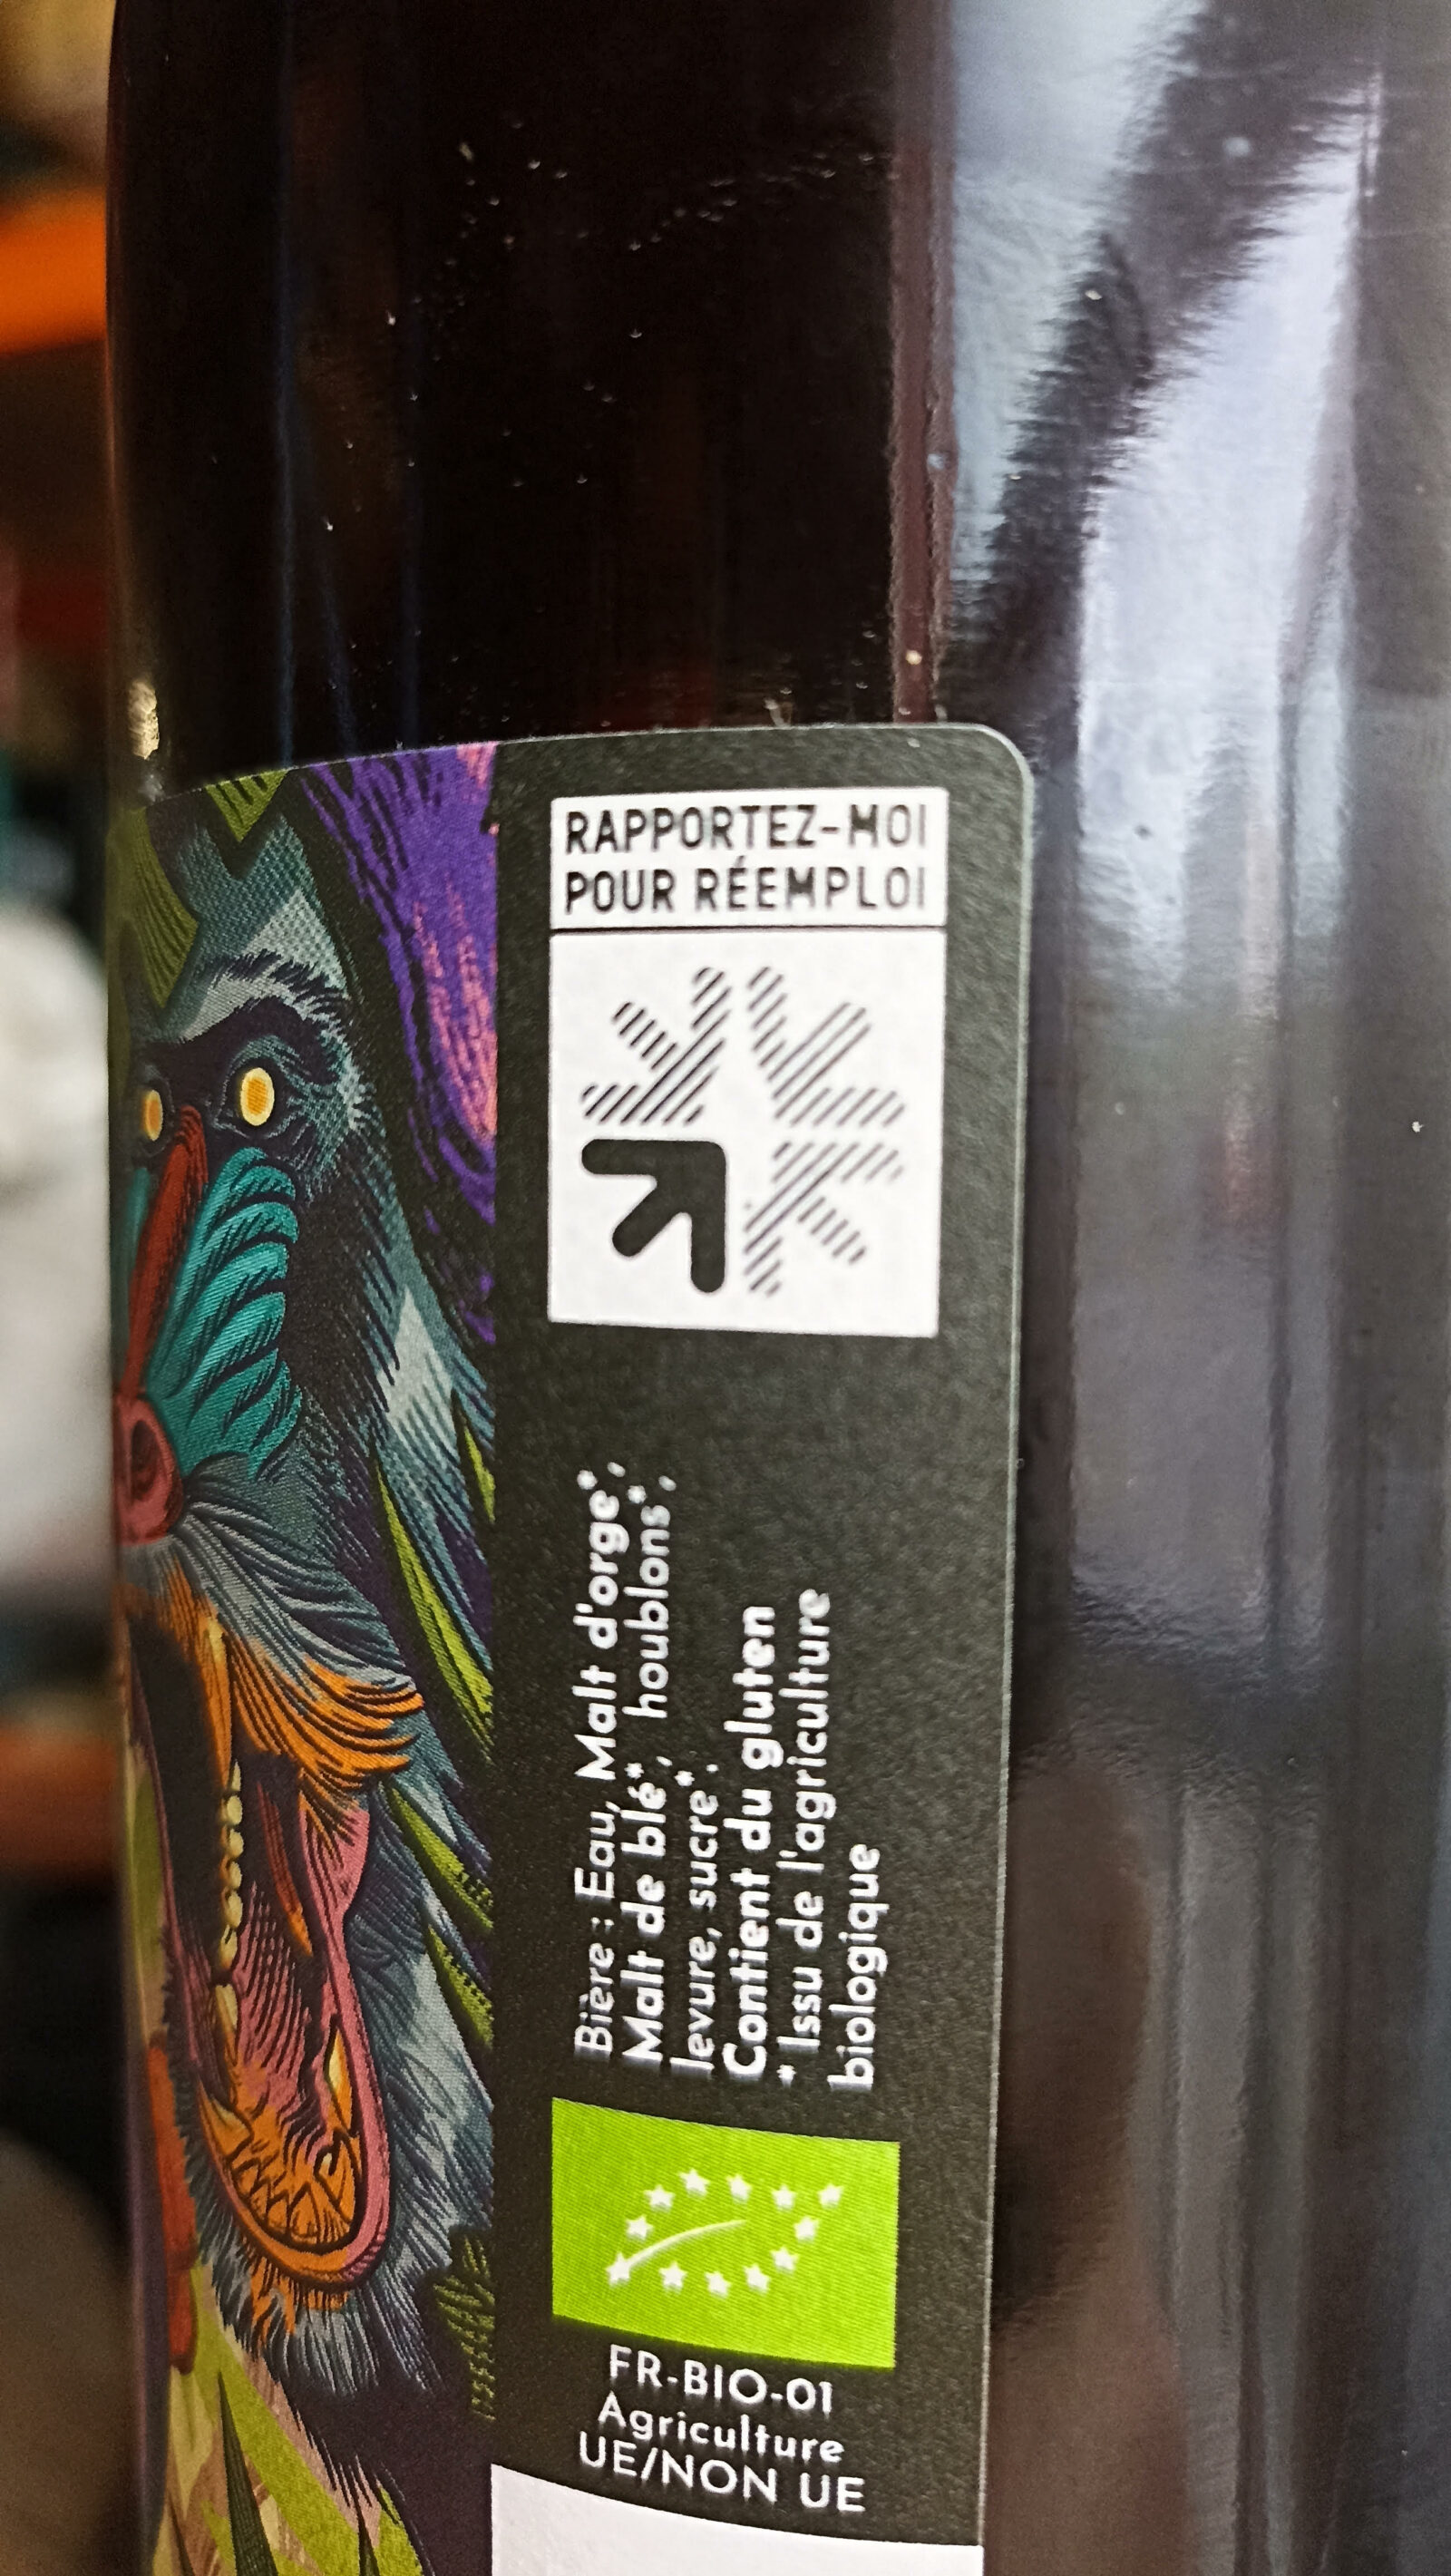 RAPPORTEZ-MOI
POUR RÉEMPLOI
Bière : Eau, Malt d'orge*,
Malt de blé*, houblons*,
levure, sucre*.
Contient du gluten
* Issu de l'agriculture
biologique
FR-BIO-01
Agriculture
UE/NON UE